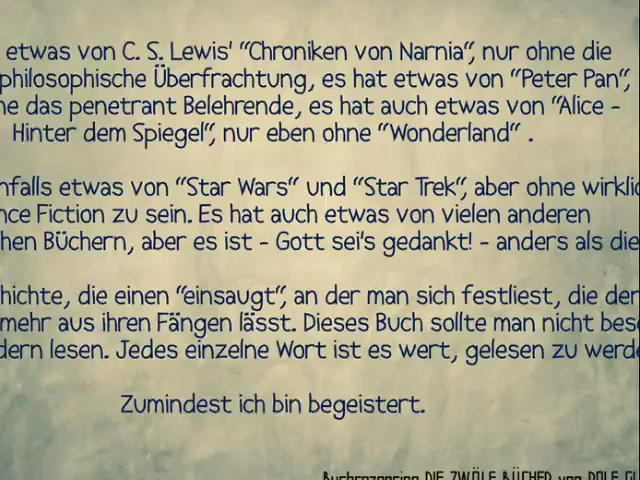 etwas von C. S. Lewis' "Chroniken von Narnia", nur ohne die
philosophische Überfrachtung, es hat etwas von "Peter Pan",
das penetrant Belehrende, es hat auch etwas von "Alice -
Hinter dem Spiegel", nur eben ohne "Wonderland" .
etwas von "Star Wars" und "Star Trek", aber ohne
Fiction zu sein. Es hat auch etwas von vielen anderen
Büchern, aber es ist - Gott sei's gedankt! - anders als die
die einen "einsaugt", an der man sich festliest, die
mehr aus ihren Fängen lässt. Dieses Buch sollte man nicht
lesen. Jedes einzelne Wort ist es wert, gelesen zu
Zumindest ich bin begeistert.
DIE ZWÖLF BÜCHER von